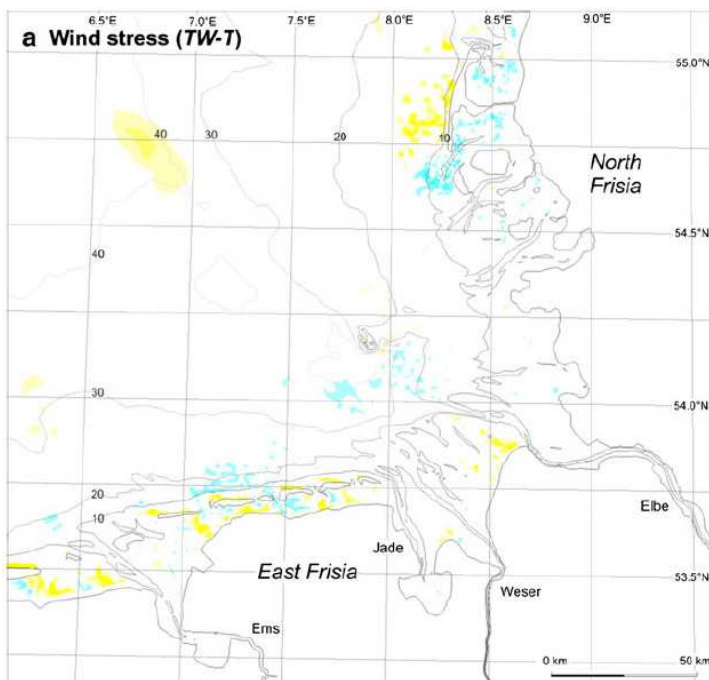 6.5°E 7.0°E 7.5°E 8.0°E 8.5°E 9.0°E
a Wind stress (TW-T)
55.0°N
40 30 20 10
North
Frisia
54.5°N
40
30
54.0°N
20
10
Elbe
Jade
East Frisia
53.5°N
Weser
Ems
0 km 50 km